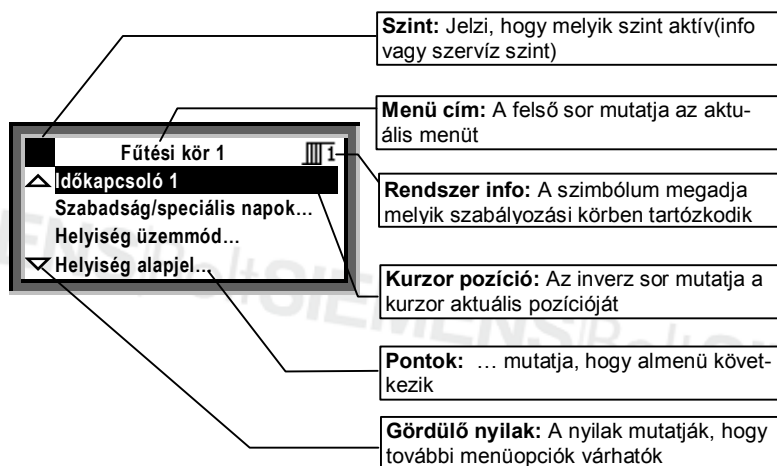 Szint: Jelzi, hogy melyik szint aktív(info
vagy szervíz szint)
Menü cím: A felső sor mutatja az aktu-
ális menüt
Fűtési kör 1
1
Időkapcsoló 1
Szabadság/speciális napok...
Helyiség üzemmód...
Helyiség alapjel...
Rendszer info: A szimbólum megadja
melyik szabályozási körben tartózkodik
Kurzor pozíció: Az inverz sor mutatja a
kurzor aktuális pozícióját
Pontok: … mutatja, hogy almenü követ-
kezik
Gördülő nyilak: A nyilak mutatják, hogy
további menüopciók várhatók
SIEMENS